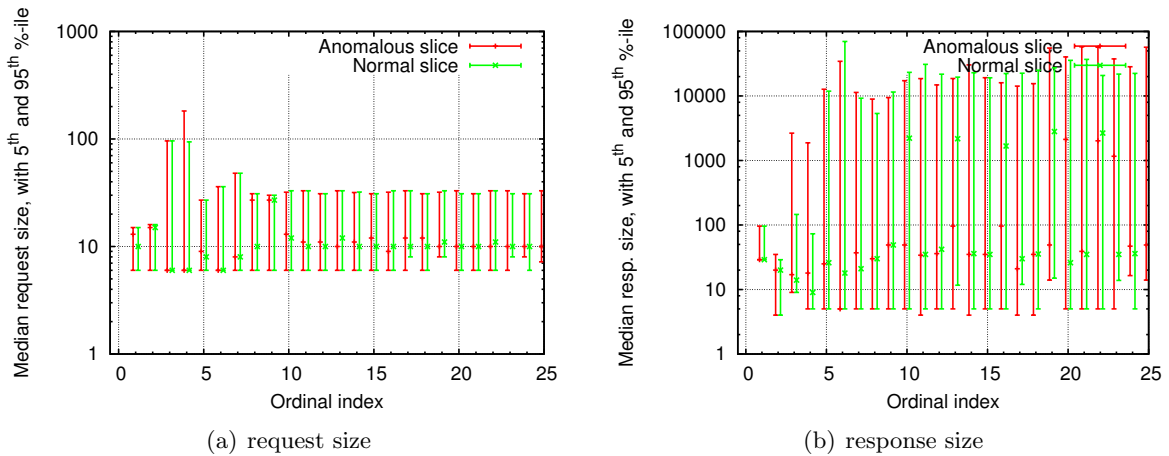 Median request size, with 5th and 95th %-ile
1000
100
10
1
Anomalous slice
Normal slice
0 5 10 15 20 25
Ordinal index
(a) request size
Median resp. size, with 5th and 95th %-ile
100000
10000
1000
100
10
1
Anomalous slice
Normal slice
0 5 10 15 20 25
Ordinal index
(b) response size